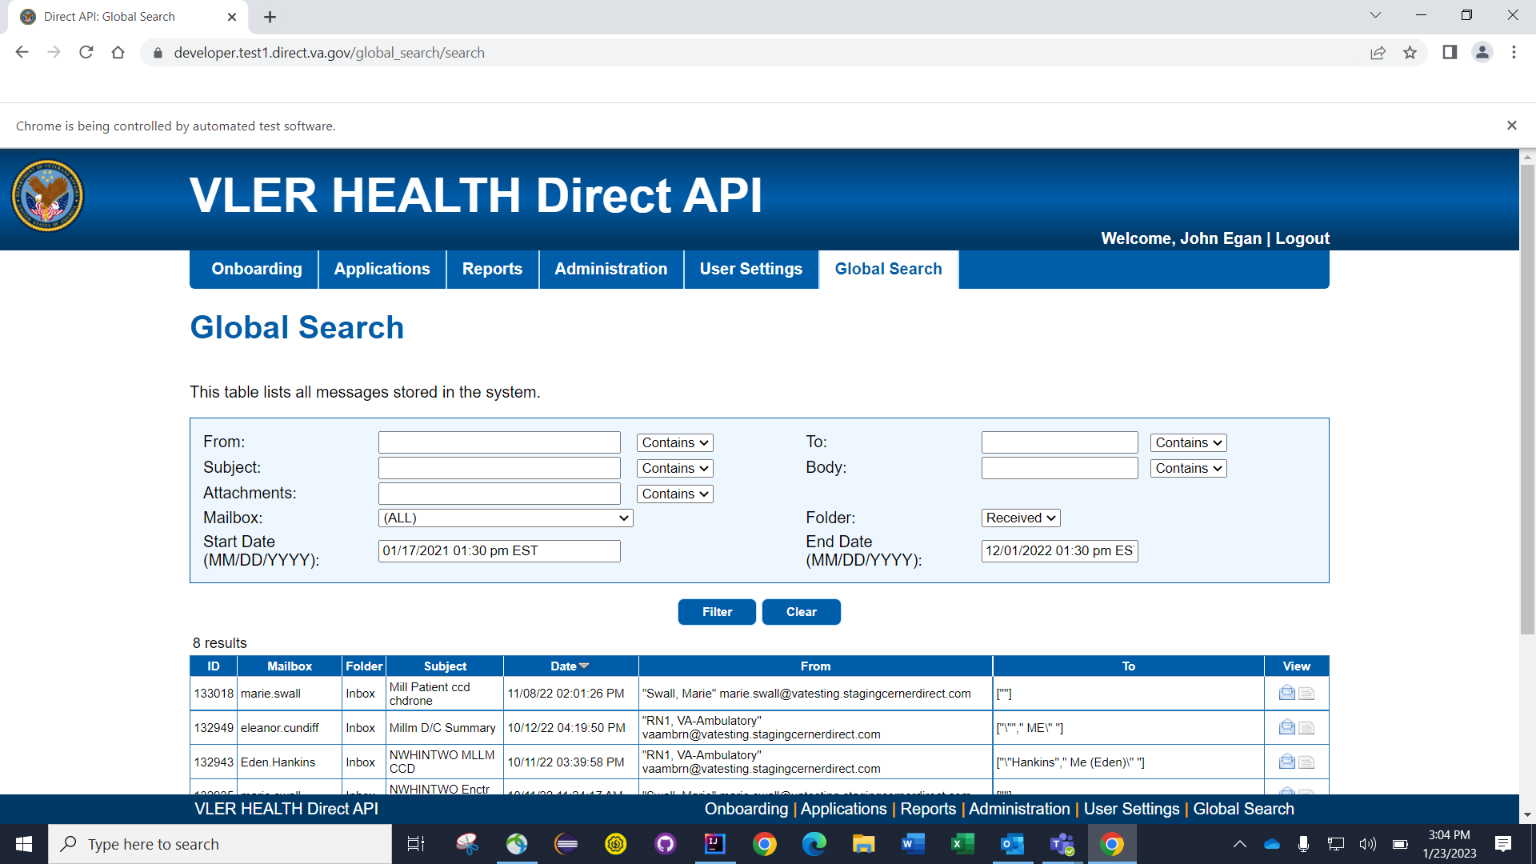 Direct API: Global Search
developer.test1.direct.va.gov/global_search/search
Chrome is being controlled by automated test software.
VLER HEALTH Direct API
Welcome, John Egan | Logout
Onboarding Applications Reports Administration User Settings Global Search
Global Search
This table lists all messages stored in the system.
From: Contains To: Contains
Subject: Contains Body: Contains
Attachments: Contains
Mailbox: (ALL) Folder: Received
Start Date (MM/DD/YYYY): 01/17/2021 01:30 pm EST End Date (MM/DD/YYYY): 12/01/2022 01:30 pm ES
Filter Clear
8 results
ID Mailbox Folder Subject Date From To View
133018 marie.swall Inbox Mill Patient ccd chdrone 11/08/22 02:01:26 PM "Swall, Marie" marie.swall@vatesting.stagingcernerdirect.com [""]
132949 eleanor.cundiff Inbox Millm D/C Summary 10/12/22 04:19:50 PM "RN1, VA-Ambulatory" vaambrn@vatesting.stagingcernerdirect.com ["\""," ME\" "]
132943 Eden.Hankins Inbox NWHINTWO MLLM CCD 10/11/22 03:39:58 PM "RN1, VA-Ambulatory" vaambrn@vatesting.stagingcernerdirect.com ["\"Hankins"," Me (Eden)\" "]
NWHINTWO Enctr
VLER HEALTH Direct API Onboarding | Applications | Reports | Administration | User Settings | Global Search
Type here to search
3:04 PM
1/23/2023